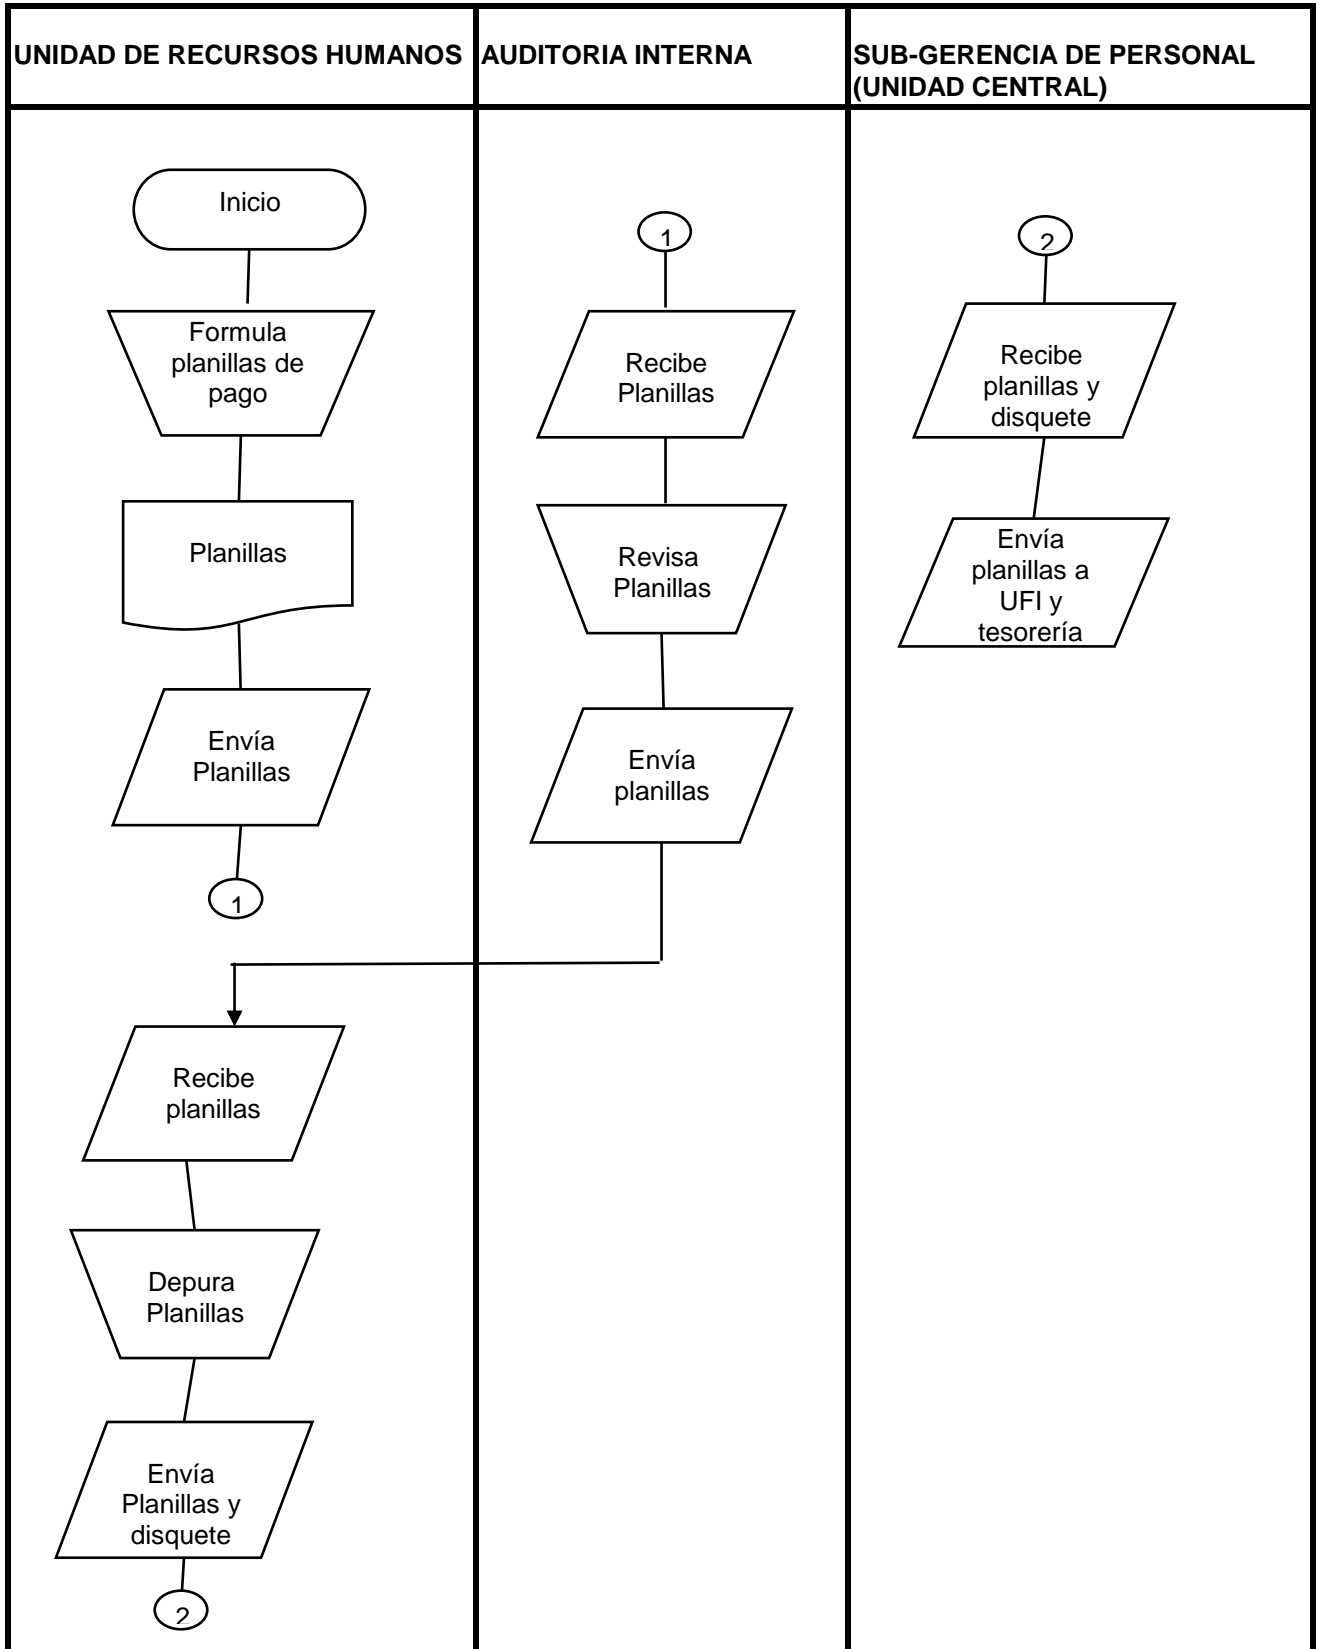 UNIDAD DE RECURSOS HUMANOS
AUDITORIA INTERNA
SUB-GERENCIA DE PERSONAL
(UNIDAD CENTRAL)
Inicio
Formula
planillas de
pago
Planillas
Envía
Planillas
1
Recibe
planillas
Depura
Planillas
Envía
Planillas y
disquete
2
1
Recibe
Planillas
Revisa
Planillas
Envía
planillas
2
Recibe
planillas y
disquete
Envía
planillas a
UFI y
tesorería